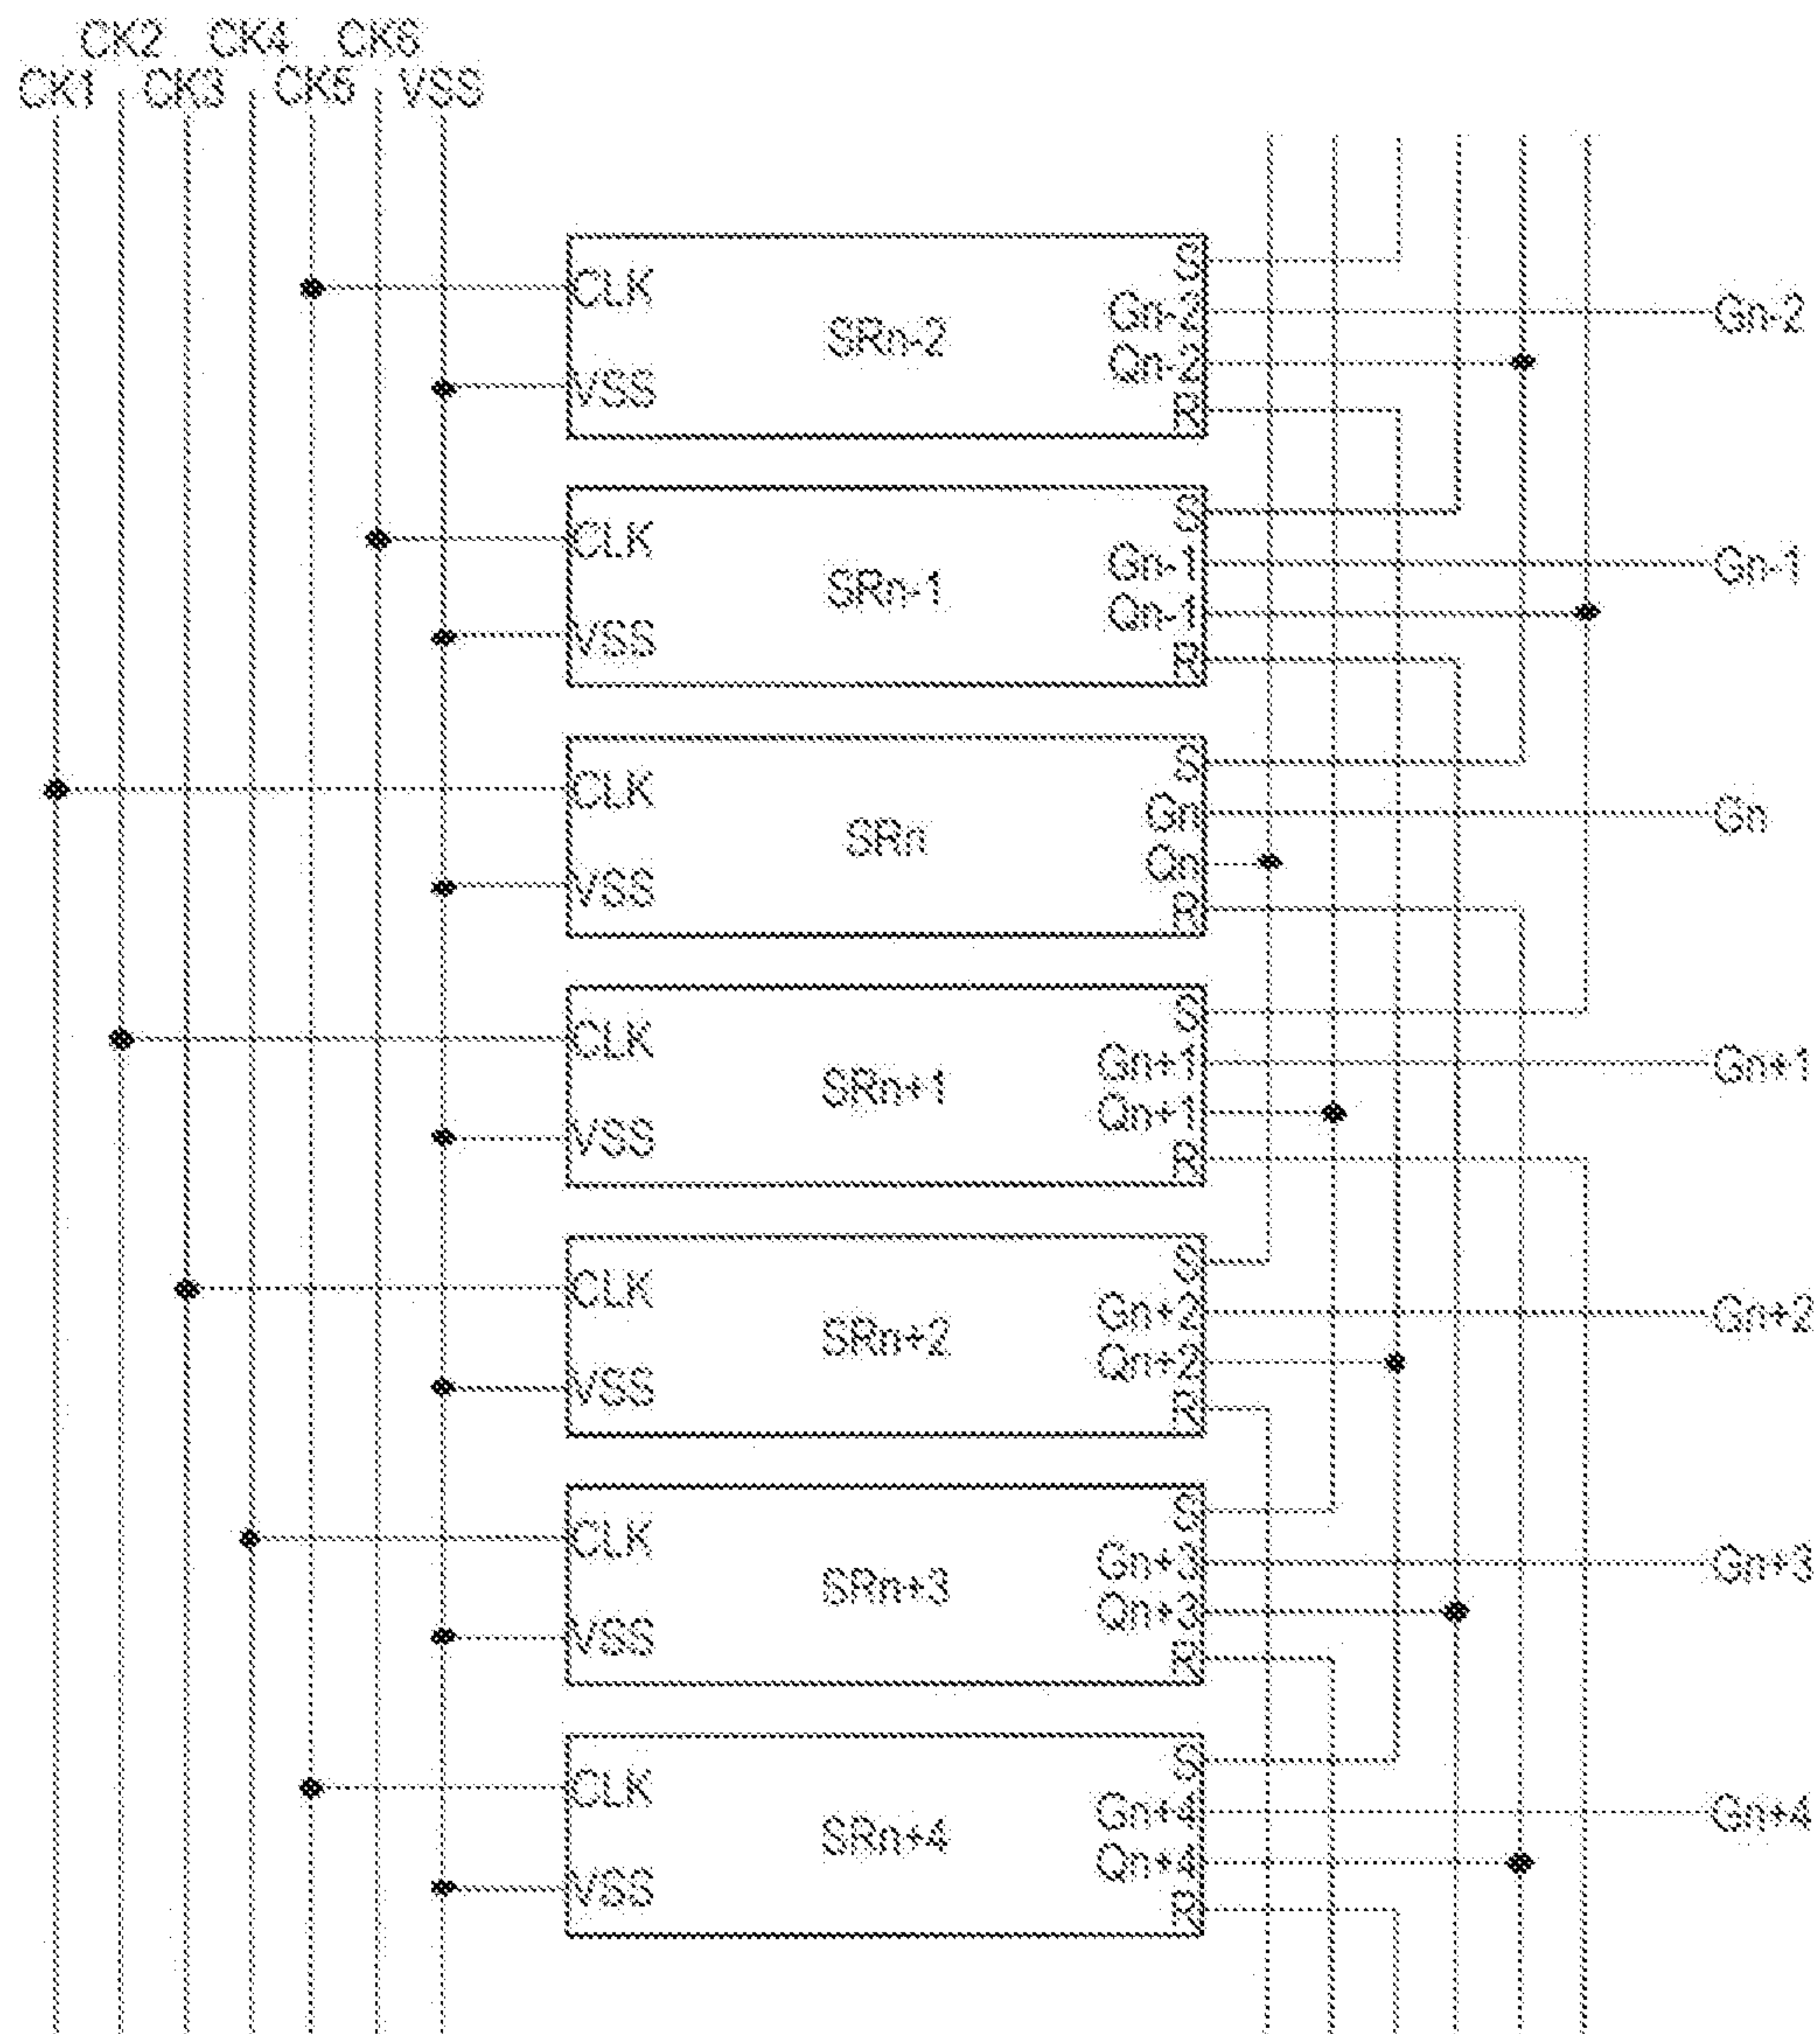 CK2 CK4 CK6
CK1 CK3 CK5 VSS
S
CLK Gn-2 Gn-2
SRn-2
Qn-2
VSS R
S
CLK Gn-1 Gn-1
SRn-1
Qn-1
VSS R
S
CLK Gn Gn
SRn
Qn
VSS R
S
CLK Gn+1 Gn+1
SRn+1
Qn+1
VSS R
S
CLK Gn+2 Gn+2
SRn+2
Qn+2
VSS R
S
CLK Gn+3 Gn+3
SRn+3
Qn+3
VSS R
S
CLK Gn+4 Gn+4
SRn+4
Qn+4
VSS R